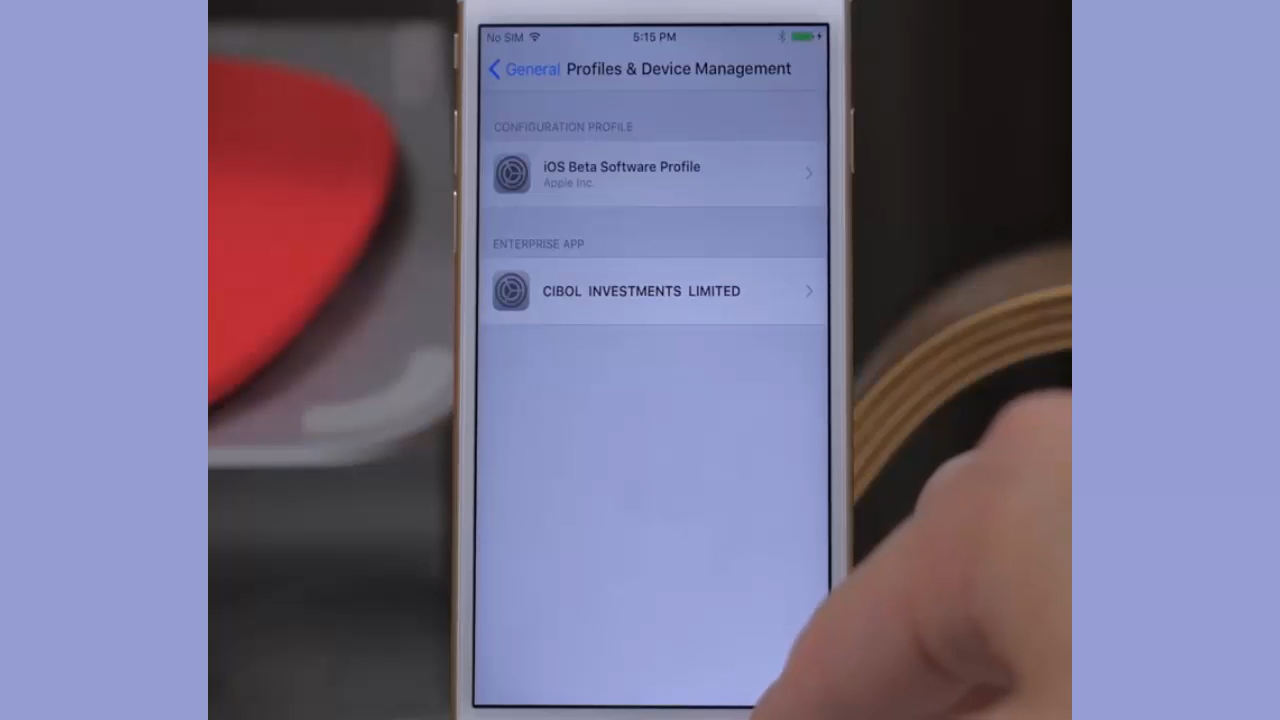 No SIM 5:15 PM
General Profiles & Device Management
CONFIGURATION PROFILE
iOS Beta Software Profile
Apple Inc.
ENTERPRISE APP
CIBOL INVESTMENTS LIMITED